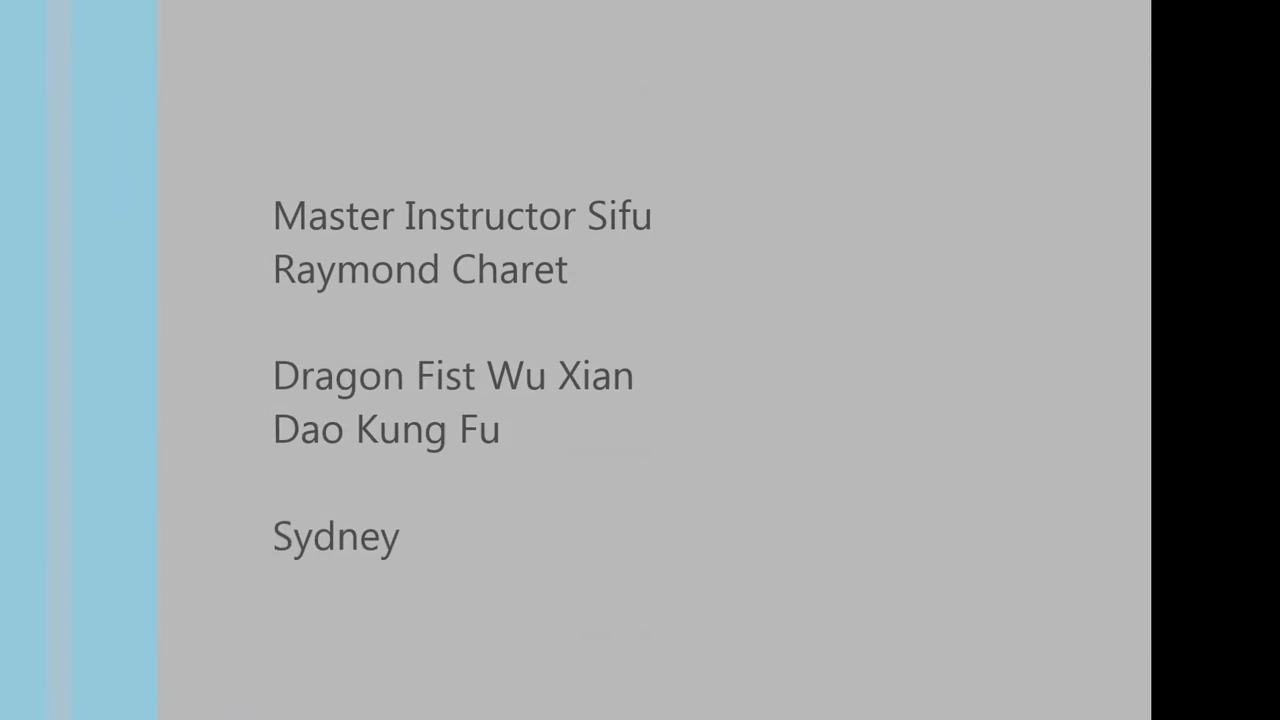 Master Instructor Sifu
Raymond Charet
Dragon Fist Wu Xian
Dao Kung Fu
Sydney